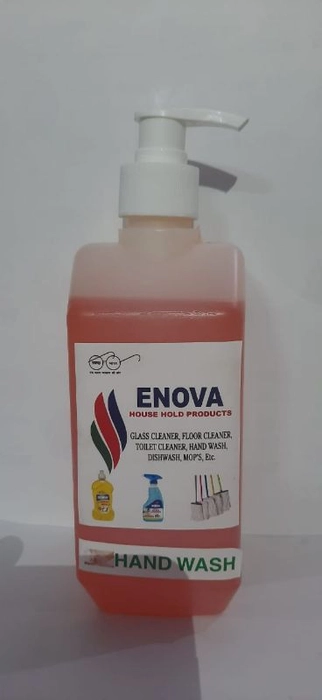 ENOVA
HOUSE HOLD PRODUCTS
GLASS CLEANER, FLOOR CLEANER,
TOILET CLEANER, HAND WASH,
DISHWASH, MOP'S, Etc.
HAND WASH